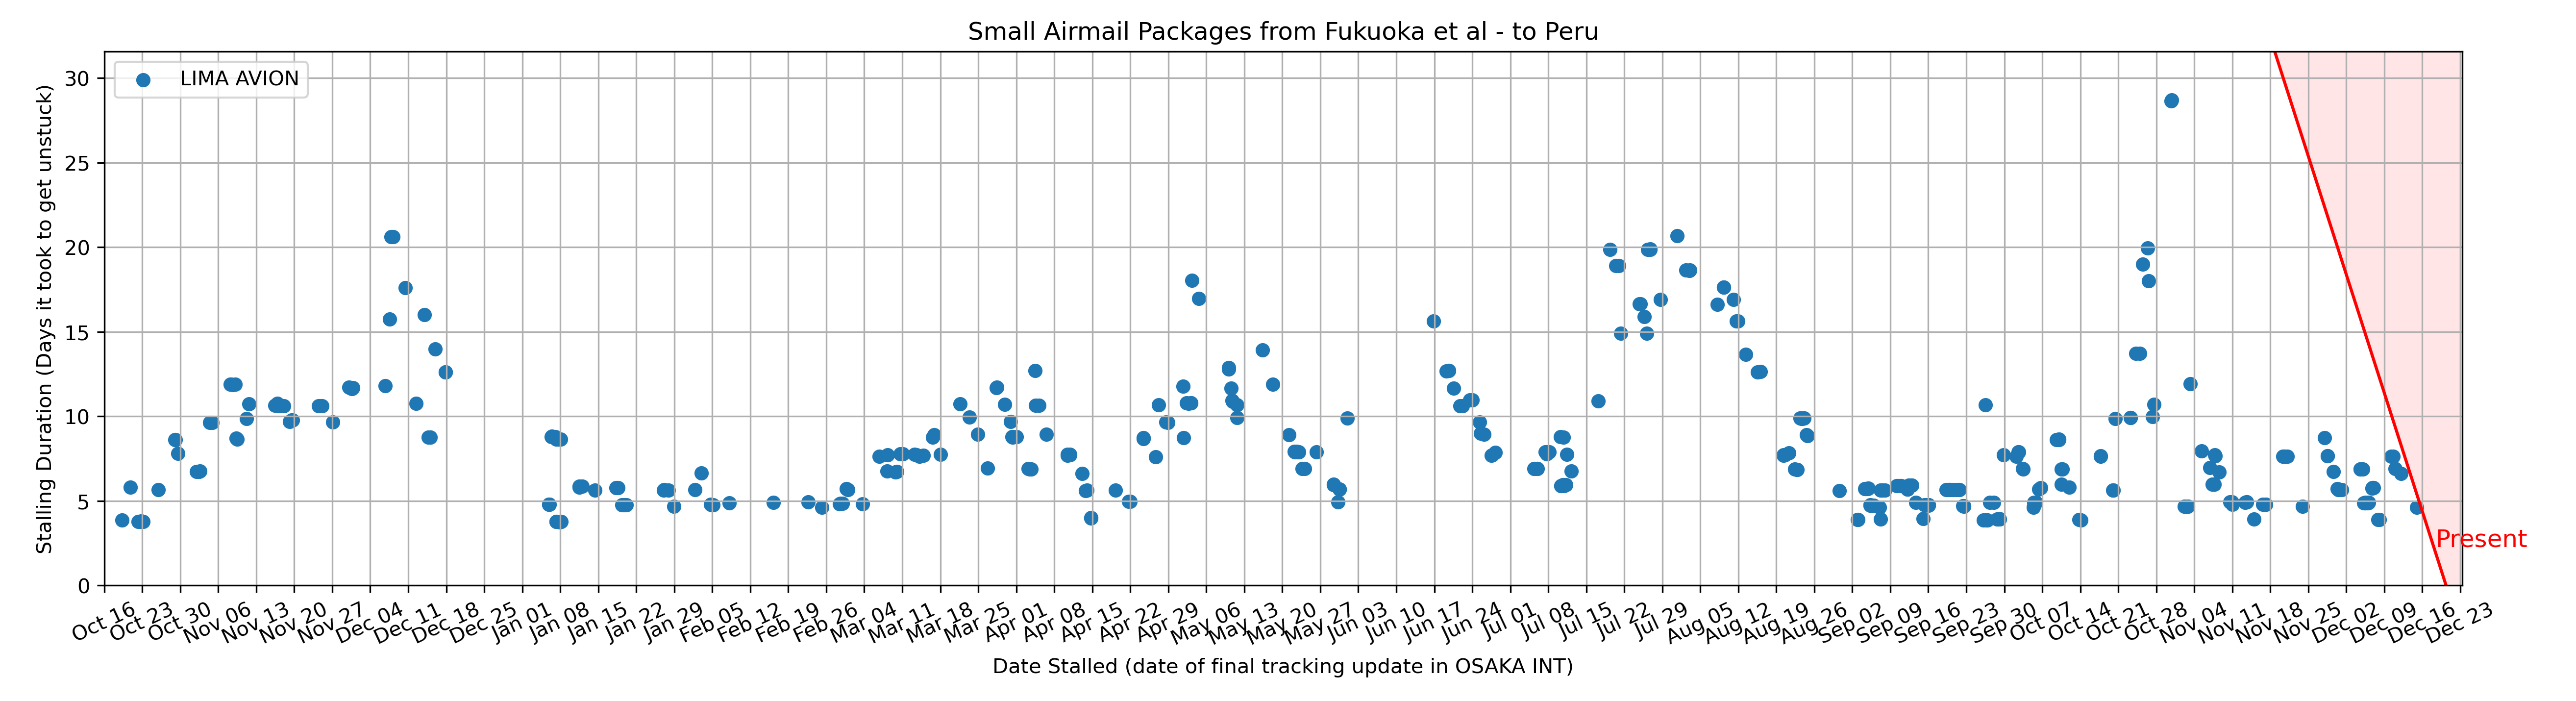 Small Airmail Packages from Fukuoka et al - to Peru
LIMA AVION
Stalling Duration (Days it took to get unstuck)
30
25
20
15
10
5
0
Present
Oct 16
Oct 23
Oct 30
Nov 06
Nov 13
Nov 20
Nov 27
Dec 04
Dec 11
Dec 18
Dec 25
Jan 01
Jan 08
Jan 15
Jan 22
Jan 29
Feb 05
Feb 12
Feb 19
Feb 26
Mar 04
Mar 11
Mar 18
Mar 25
Apr 01
Apr 08
Apr 15
Apr 22
Apr 29
May 06
May 13
May 20
May 27
Jun 03
Jun 10
Jun 17
Jun 24
Jul 01
Jul 08
Jul 15
Jul 22
Jul 29
Aug 05
Aug 12
Aug 19
Aug 26
Sep 02
Sep 09
Sep 16
Sep 23
Sep 30
Oct 07
Oct 14
Oct 21
Oct 28
Nov 04
Nov 11
Nov 18
Nov 25
Dec 02
Dec 09
Dec 16
Dec 23
Date Stalled (date of final tracking update in OSAKA INT)